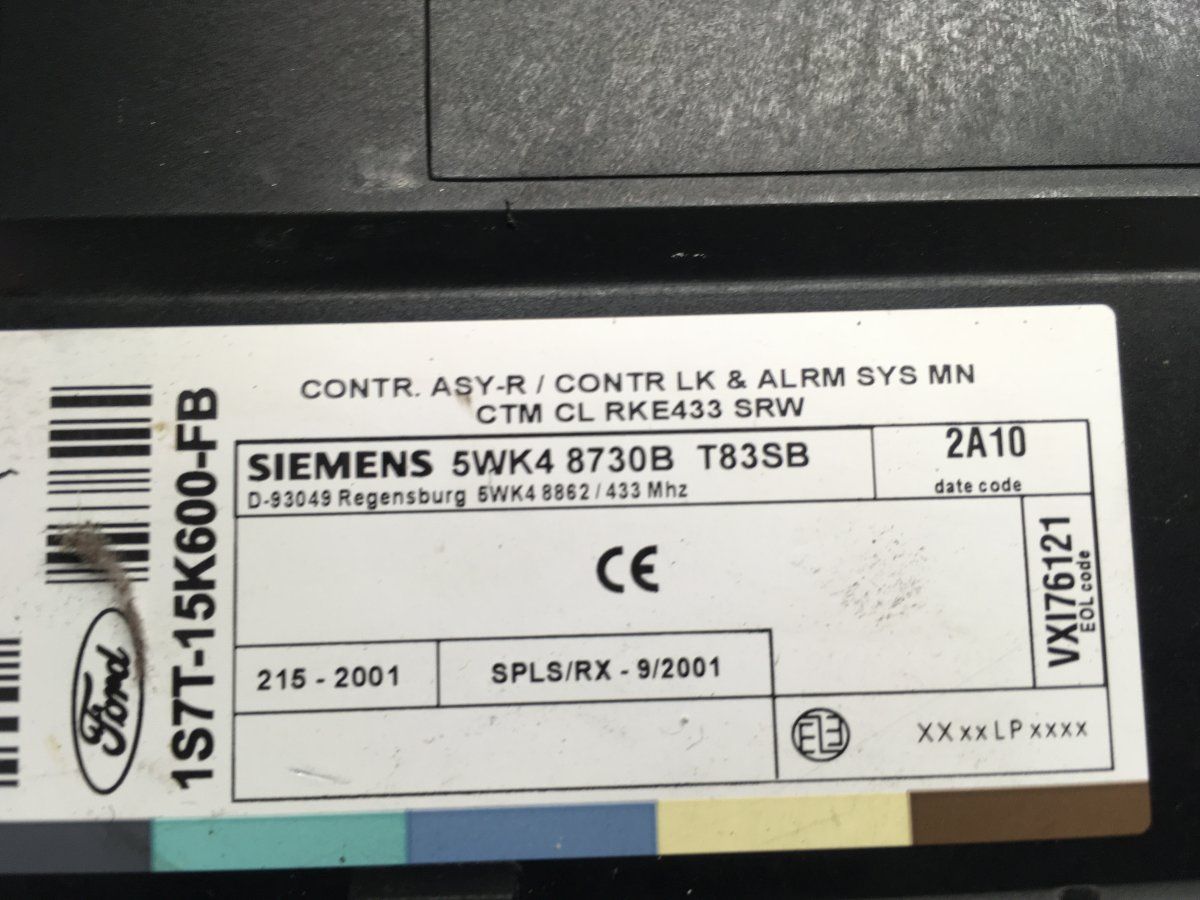 CONTR. ASY-R / CONTR LK & ALRM SYS MN
CTM CL RKE433 SRW
SIEMENS 5WK4 8730B T83SB
D-93049 Regensburg 5WK4 8862 / 433 Mhz
2A10
date code
VXI76121
EOL code
CE
215 - 2001
SPLS/RX - 9/2001
XXxxLPxxxx
Ford
1S7T-15K600-FB